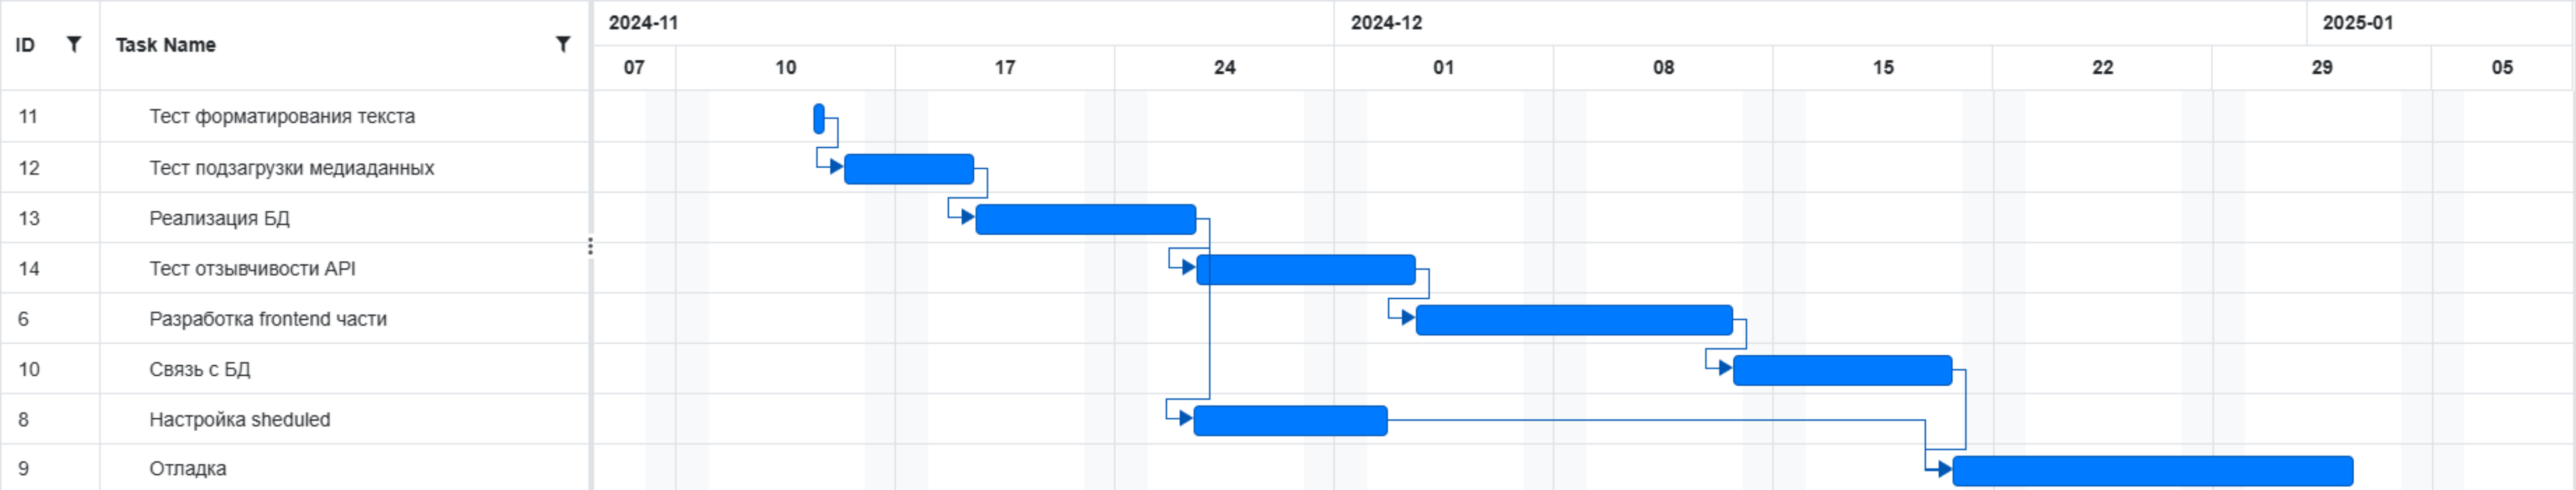 ID Task Name 2024-11 2024-12 2025-01
07 10 17 24 01 08 15 22 29 05
11 Тест форматирования текста
12 Тест подзагрузки медиаданных
13 Реализация БД
14 Тест отзывчивости API
6 Разработка frontend части
10 Связь с БД
8 Настройка sheduled
9 Отладка